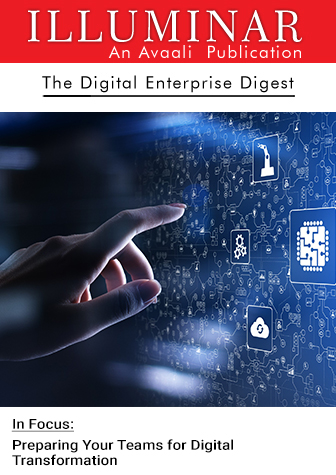 ILLUMINAR
An Avaali Publication
The Digital Enterprise Digest
In Focus:
Preparing Your Teams for Digital
Transformation